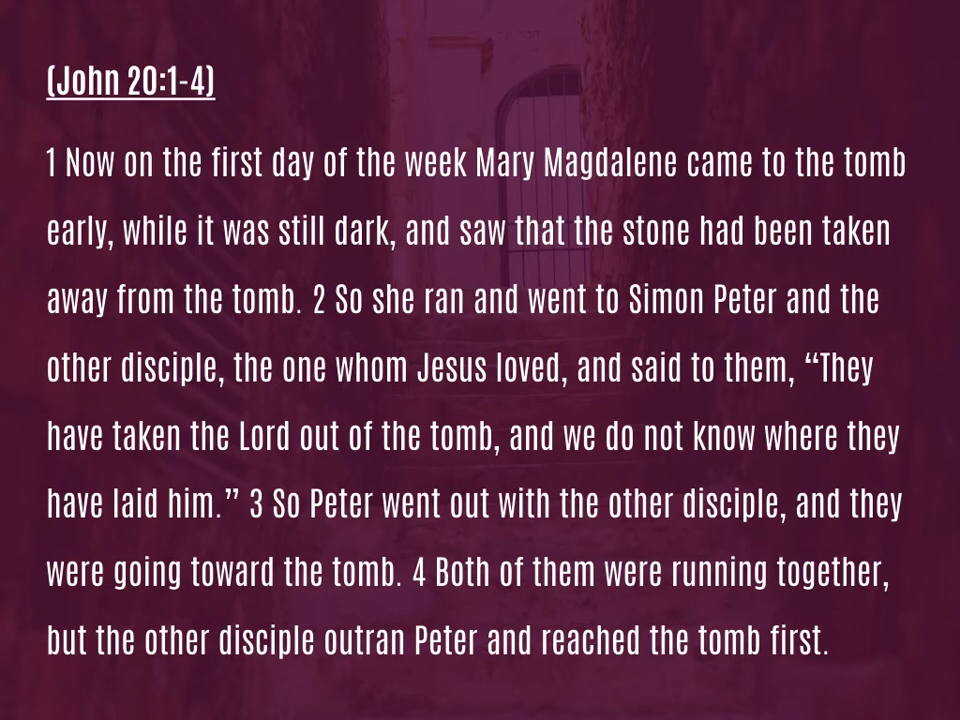 (John 20:1-4)
1 Now on the first day of the week Mary Magdalene came to the tomb
early, while it was still dark, and saw that the stone had been taken
away from the tomb. 2 So she ran and went to Simon Peter and the
other disciple, the one whom Jesus loved, and said to them, “They
have taken the Lord out of the tomb, and we do not know where they
have laid him.” 3 So Peter went out with the other disciple, and they
were going toward the tomb. 4 Both of them were running together,
but the other disciple outran Peter and reached the tomb first.